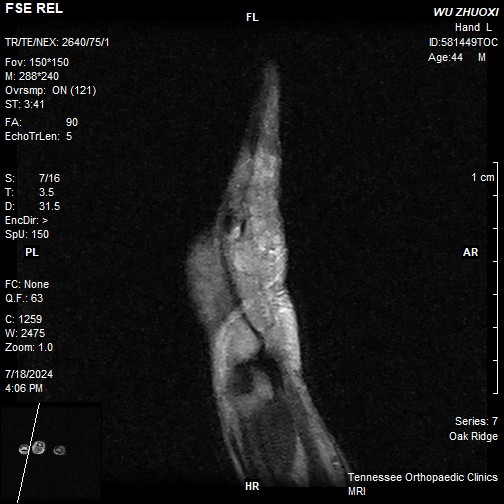 FSE REL
FL
WU ZHUOXI
Hand L
TR/TE/NEX: 2640/75/1
ID:581449TOC
Age:44 M
Fov: 150*150
M: 288*240
Ovrsmp: ON (121)
ST: 3:41
FA: 90
EchoTrLen: 5
S: 7/16
T: 3.5
D: 31.5
EncDir: >
SpU: 150
1 cm
PL
AR
FC: None
Q.F.: 63
C: 1259
W: 2475
Zoom: 1.0
7/18/2024
4:06 PM
Series: 7
Oak Ridge
HR
Tennessee Orthopaedic Clinics
MRI